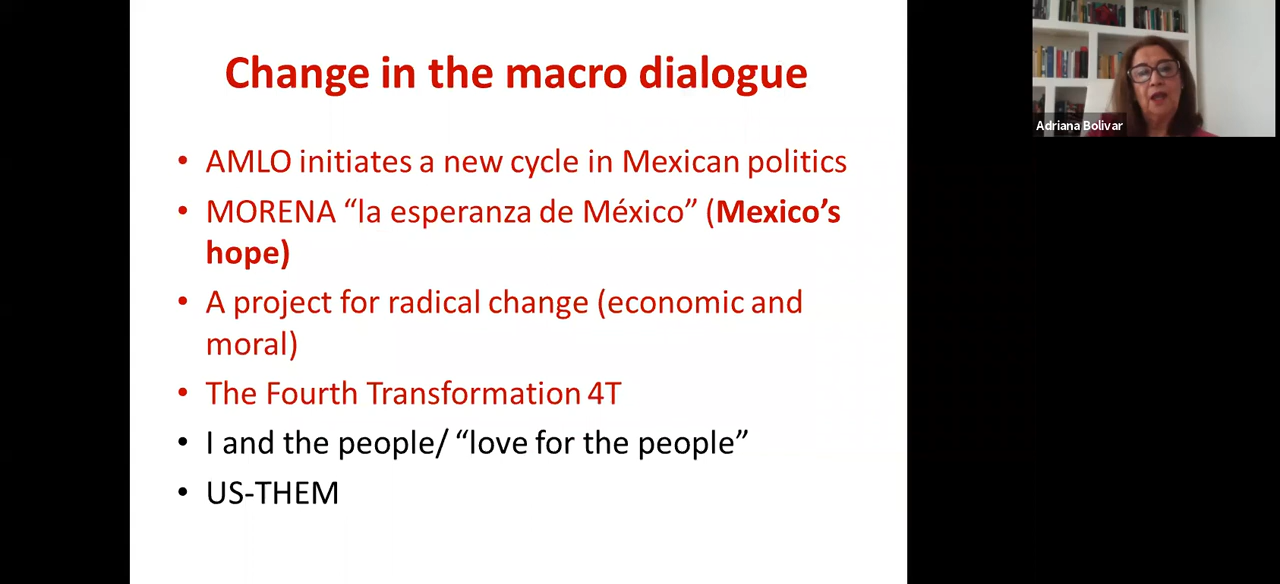 Change in the macro dialogue
• AMLO initiates a new cycle in Mexican politics
• MORENA “la esperanza de México” (Mexico’s
hope)
• A project for radical change (economic and
moral)
• The Fourth Transformation 4T
• I and the people/ “love for the people”
• US-THEM
Adriana Bolivar